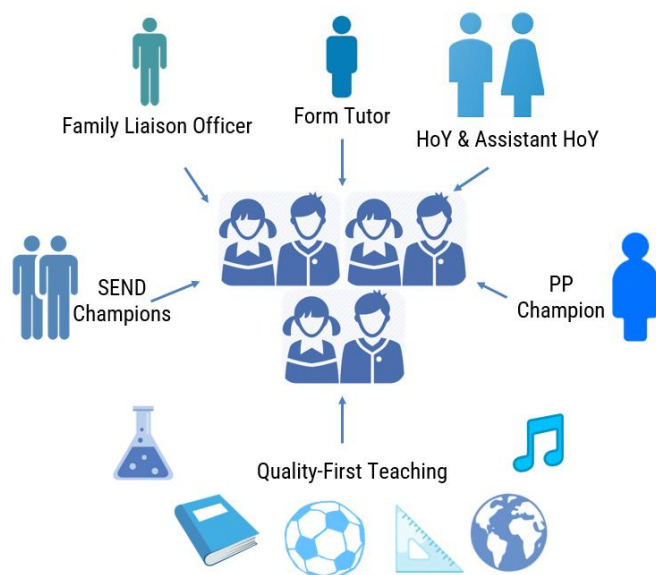 Family Liaison Officer
Form Tutor
HoY & Assistant HoY
SEND
Champions
PP
Champion
Quality-First Teaching